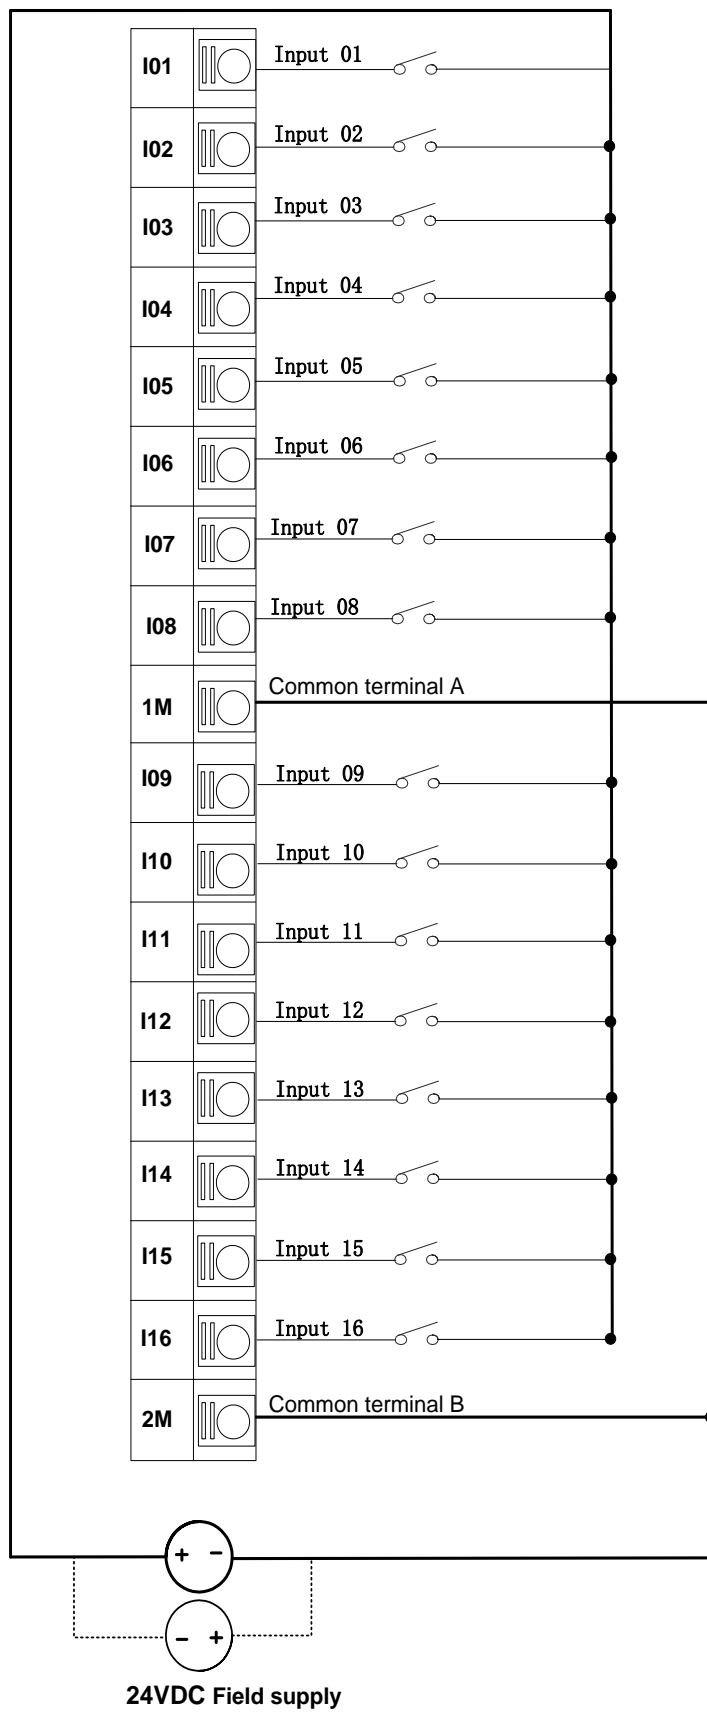 I01 Input 01
I02 Input 02
I03 Input 03
I04 Input 04
I05 Input 05
I06 Input 06
I07 Input 07
I08 Input 08
1M Common terminal A
I09 Input 09
I10 Input 10
I11 Input 11
I12 Input 12
I13 Input 13
I14 Input 14
I15 Input 15
I16 Input 16
2M Common terminal B
+ −
− +
24VDC Field supply